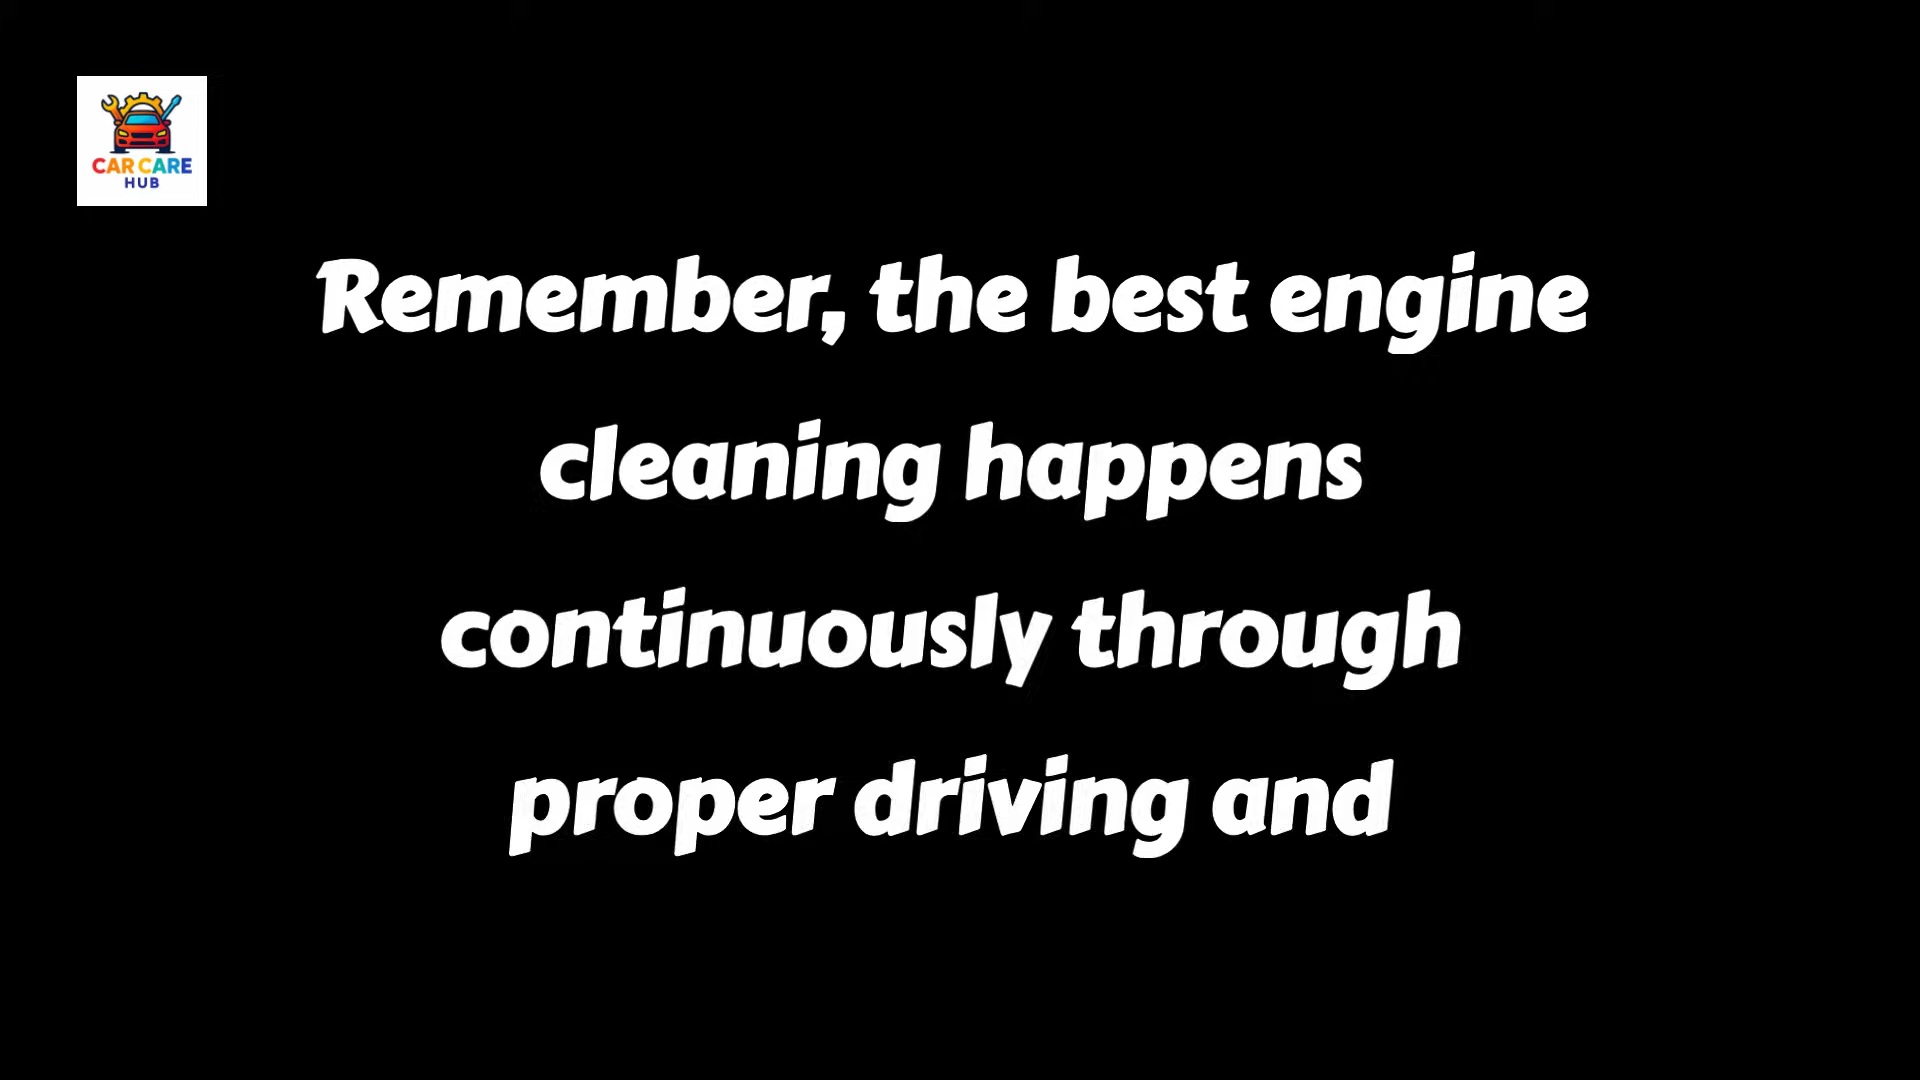 CAR CARE
HUB
Remember, the best engine
cleaning happens
continuously through
proper driving and